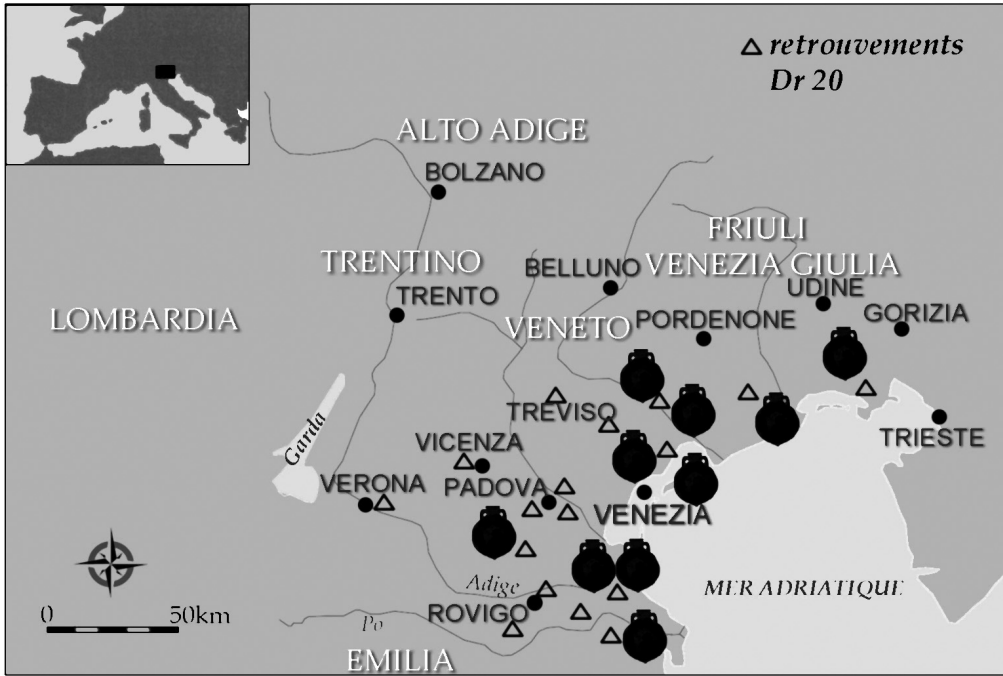 retrouvements
Dr 20
ALTO ADIGE
BOLZANO
FRIULI
VENEZIA GIULIA
TRENTINO
BELLUNO
TRENTO
UDINE
LOMBARDIA
VENETO
PORDENONE
GORIZIA
TREVISO
Garda
VICENZA
TRIESTE
VERONA
PADOVA
VENEZIA
Adige
MER ADRIATIQUE
0 50km
ROVIGO
Po
EMILIA